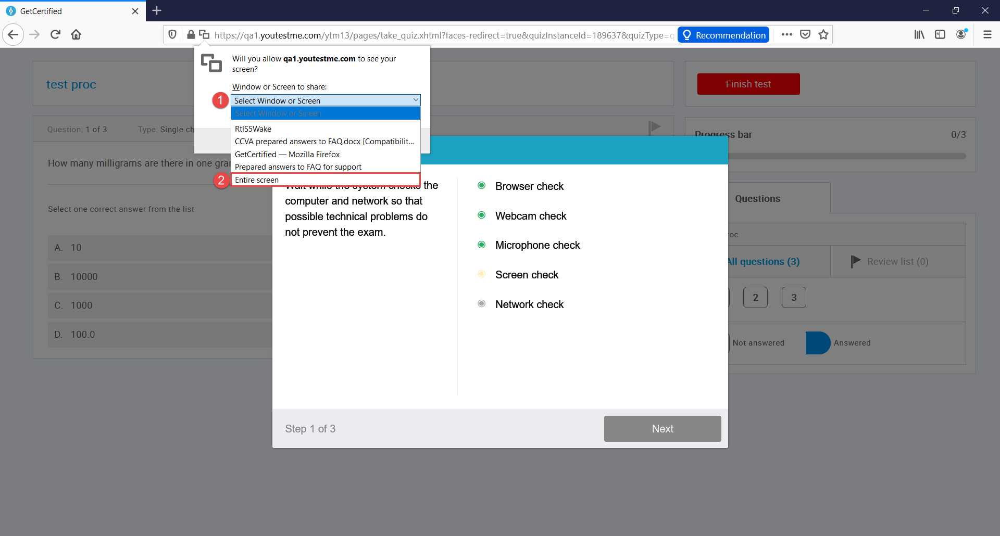 GetCertified
https://qa1.youtestme.com/ytm13/pages/take_quiz.xhtml?faces-redirect=true&quizInstanceId=189637&quizType=q
Recommendation
Will you allow qa1.youtestme.com to see your
screen?
Window or Screen to share:
1
Select Window or Screen
Select Window or Screen
RtIS5Wake
CCVA prepared answers to FAQ.docx [Compatibilit...
GetCertified — Mozilla Firefox
Prepared answers to FAQ for support
2
Entire screen
test proc
Finish test
Question: 1 of 3
Type: Single ch
Progress bar
0/3
How many milligrams are there in one gra
Select one correct answer from the list
A. 10
B. 10000
C. 1000
D. 100.0
Wait while the system checks the
computer and network so that
possible technical problems do
not prevent the exam.
Browser check
Webcam check
Microphone check
Screen check
Network check
Step 1 of 3
Next
Questions
oc
All questions (3)
Review list (0)
2
3
Not answered
Answered